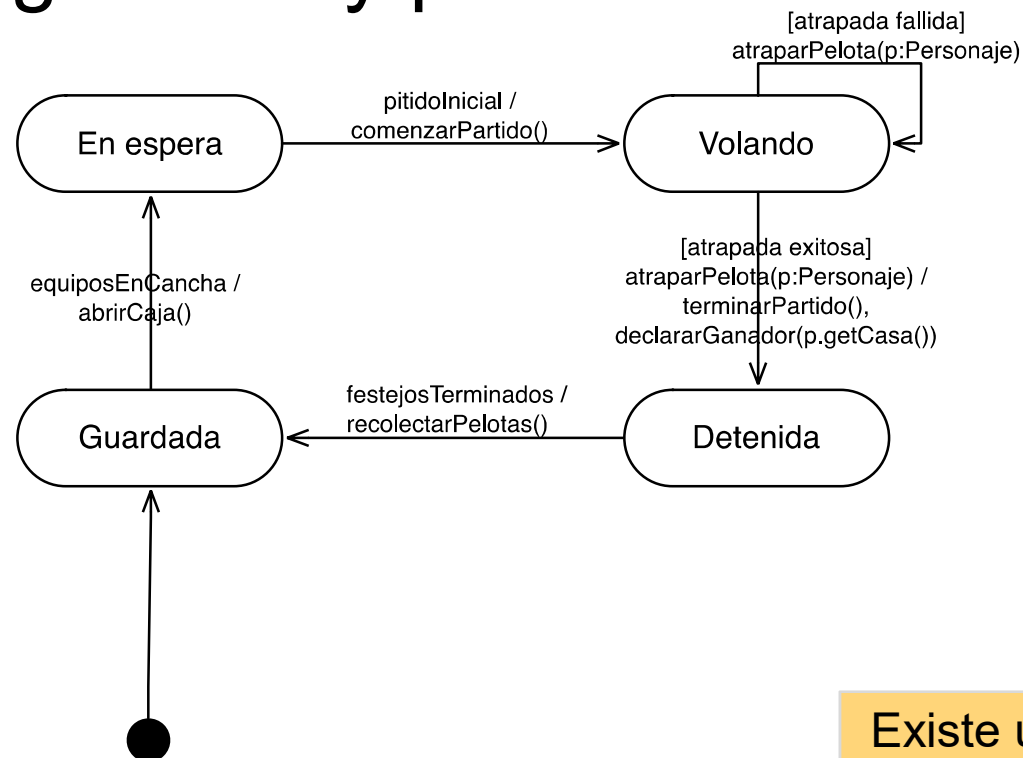 [atrapada fallida]
atraparPelota(p:Personaje)
pitidoInicial /
comenzarPartido()
En espera
Volando
[atrapada exitosa]
atraparPelota(p:Personaje) /
terminarPartido(),
declararGanador(p.getCasa())
equiposEnCancha /
abrirCaja()
festejosTerminados /
recolectarPelotas()
Guardada
Detenida
Existe